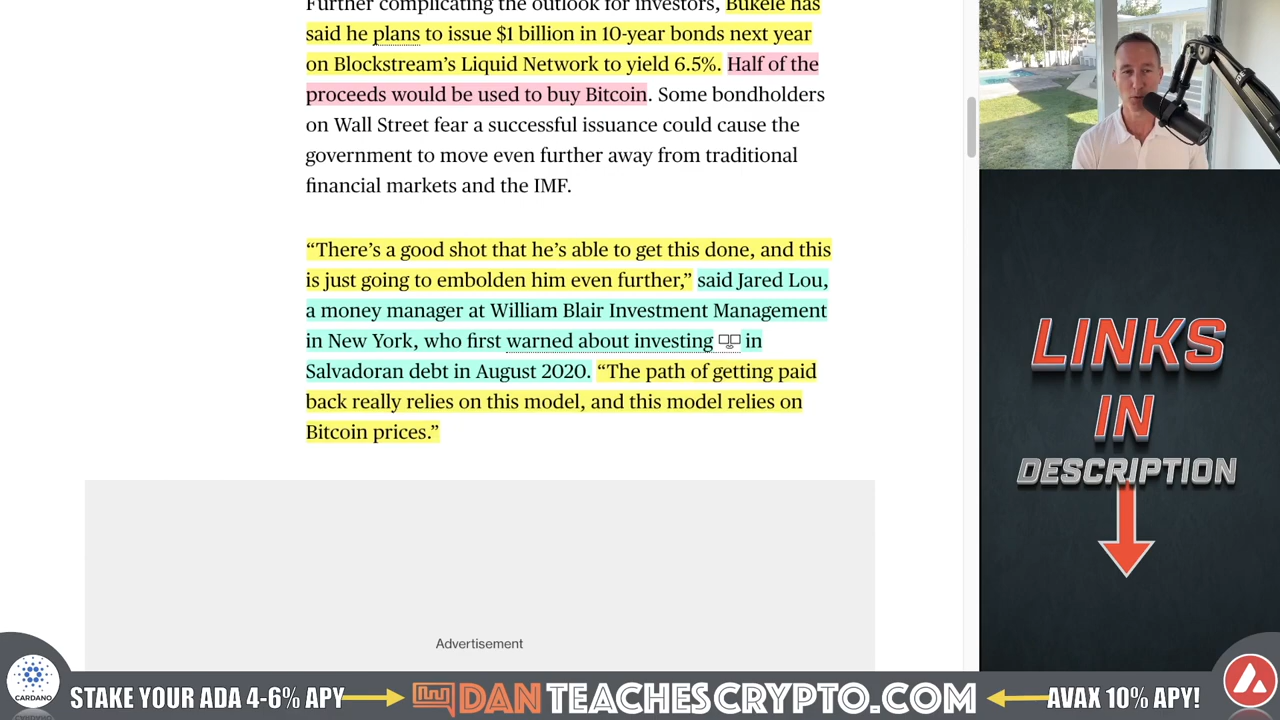 Further complicating the outlook for investors, Bukele has
said he plans to issue $1 billion in 10-year bonds next year
on Blockstream’s Liquid Network to yield 6.5%. Half of the
proceeds would be used to buy Bitcoin. Some bondholders
on Wall Street fear a successful issuance could cause the
government to move even further away from traditional
financial markets and the IMF.
“There’s a good shot that he’s able to get this done, and this
is just going to embolden him even further,” said Jared Lou,
a money manager at William Blair Investment Management
in New York, who first warned about investing in
Salvadoran debt in August 2020. “The path of getting paid
back really relies on this model, and this model relies on
Bitcoin prices.”
Advertisement
LINKS
IN
DESCRIPTION
CARDANO
STAKE YOUR ADA 4-6% APY
DANTEACHESCRYPTO.COM
AVAX 10% APY!